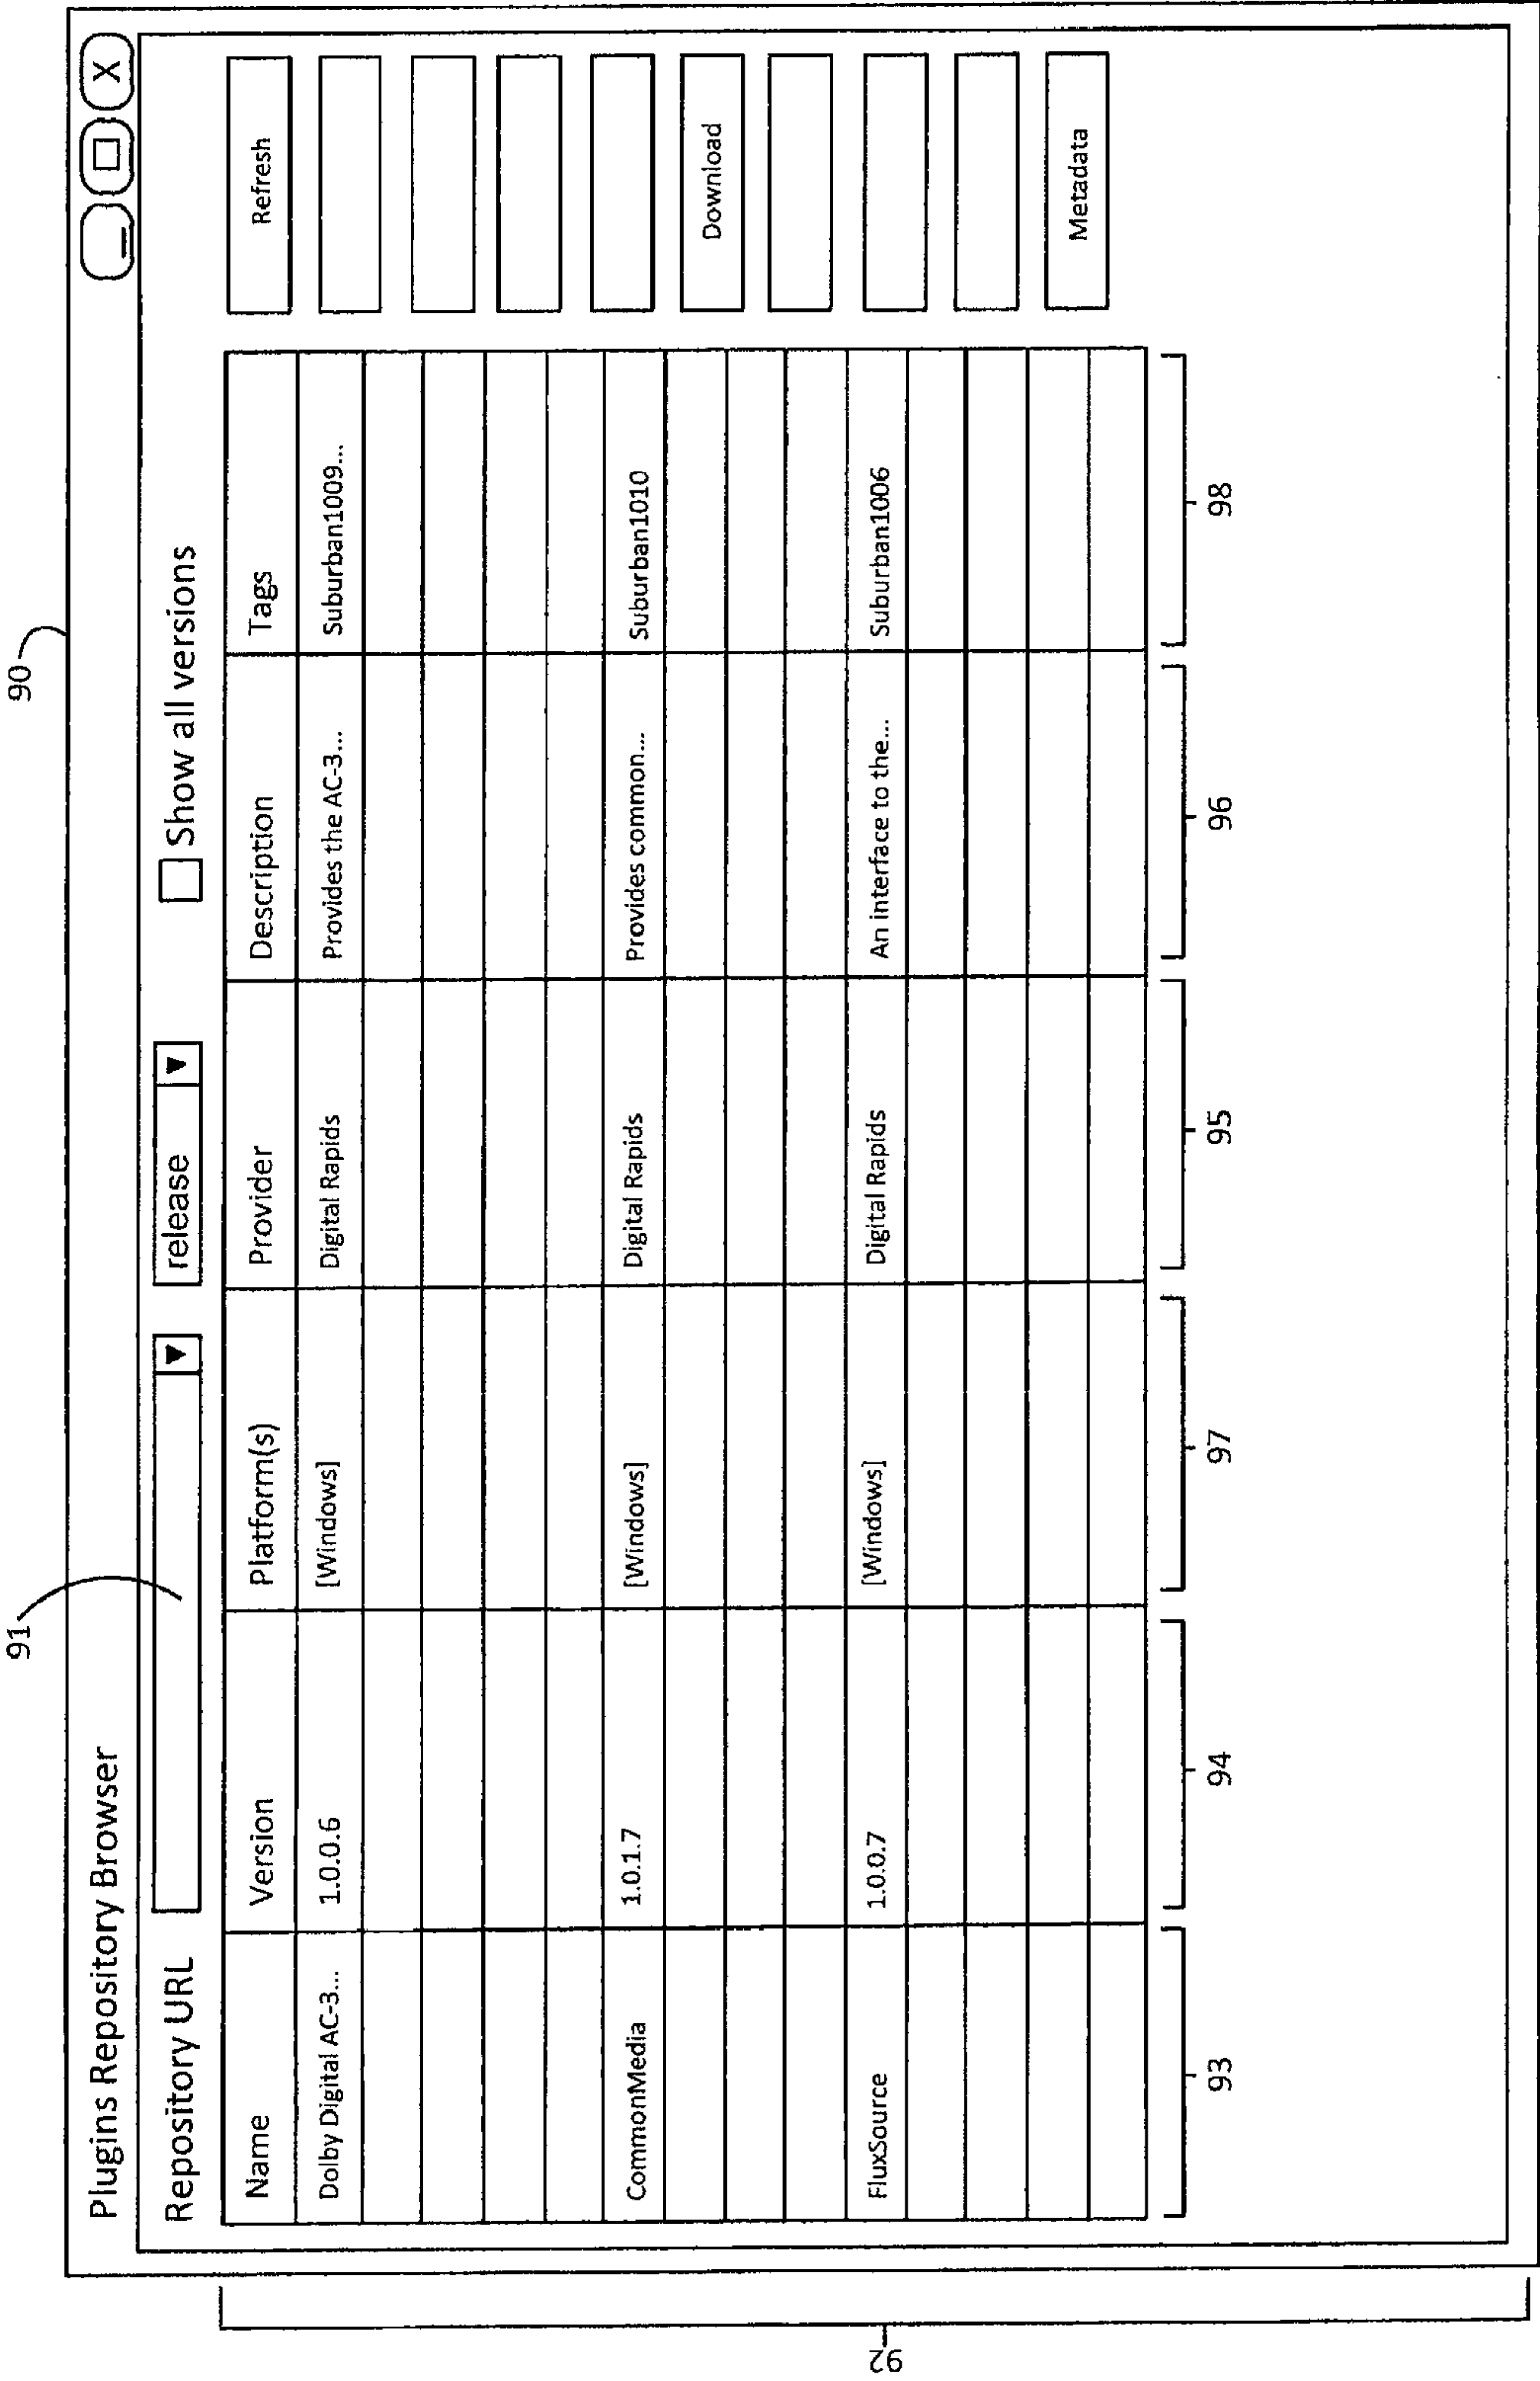 90
91
Plugins Repository Browser _ □ X
Repository URL ▼ release ▼ Show all versions
Name Version Platform(s) Provider Description Tags Refresh
Dolby Digital AC-3... 1.0.0.6 [Windows] Digital Rapids Provides the AC-3... Suburban1009...
CommonMedia 1.0.1.7 [Windows] Digital Rapids Provides common... Suburban1010
Download
FluxSource 1.0.0.7 [Windows] Digital Rapids An interface to the... Suburban1006
Metadata
92
93 94 97 95 96 98